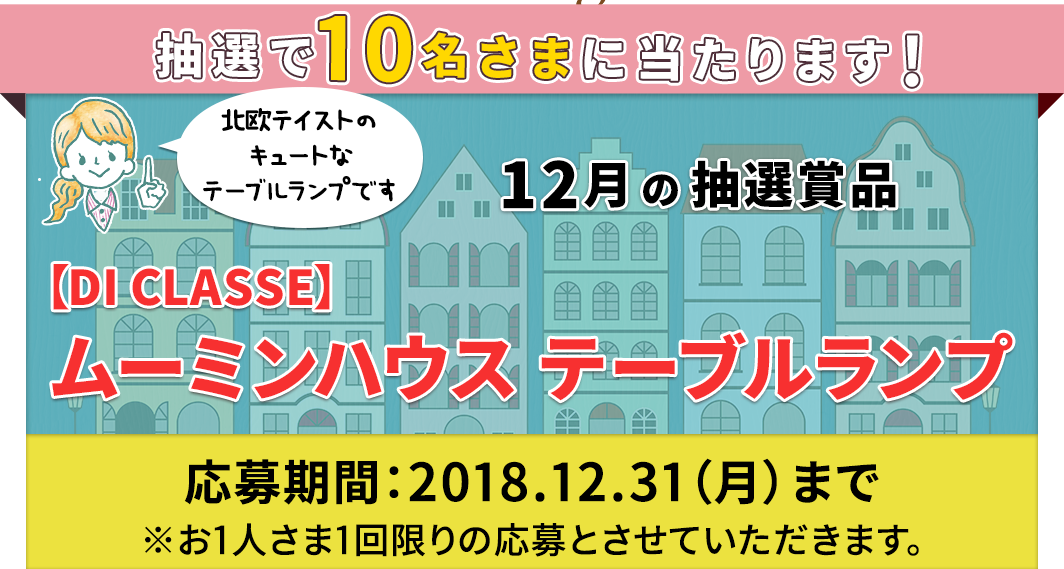 抽選で10名さまに当たります!
北欧テイストの
キュートな
テーブルランプです
12月の抽選賞品
【DI CLASSE】
ムーミンハウス テーブルランプ
応募期間：2018.12.31（月）まで
※お1人さま1回限りの応募とさせていただきます。